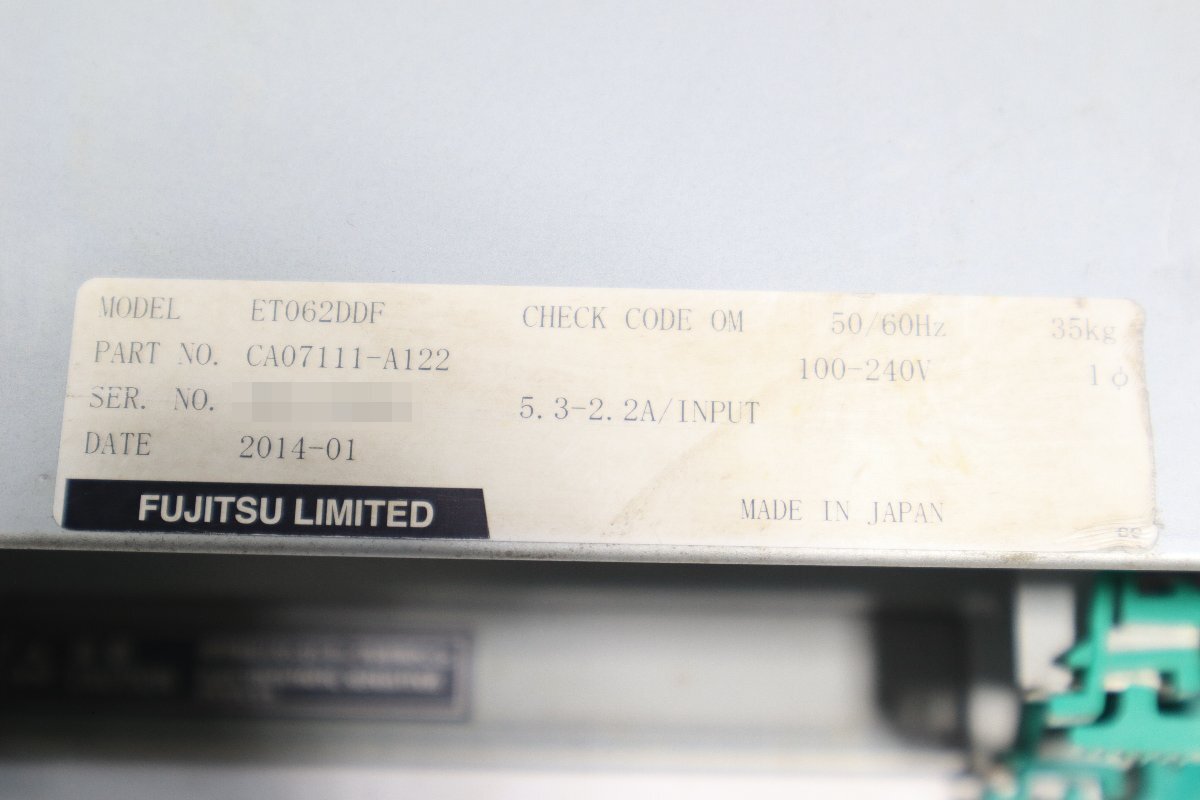 MODEL ET062DDF CHECK CODE OM 50/60Hz 35kg
PART NO. CA07111-A122 100-240V 1φ
SER. NO. 5.3-2.2A/INPUT
DATE 2014-01
FUJITSU LIMITED MADE IN JAPAN